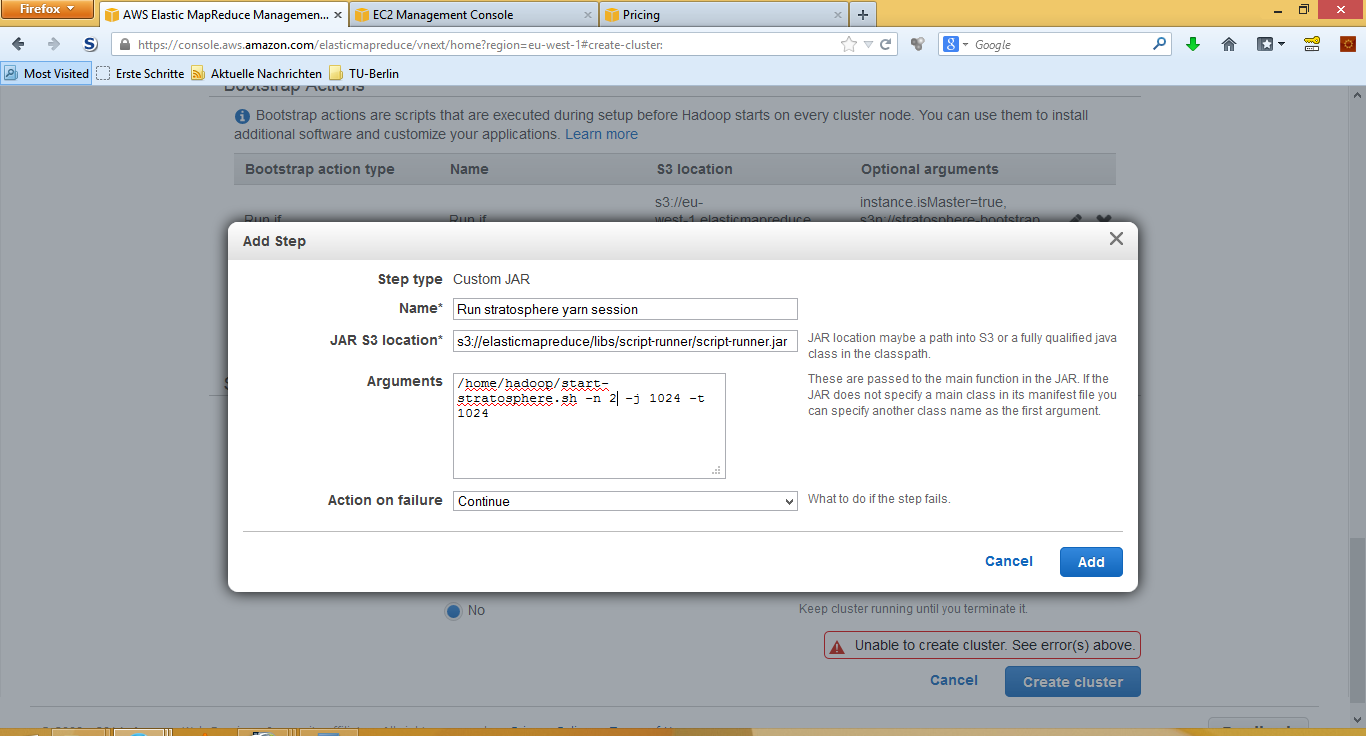 Firefox
AWS Elastic MapReduce Managemen...
EC2 Management Console
Pricing
https://console.aws.amazon.com/elasticmapreduce/vnext/home?region=eu-west-1#create-cluster:
Google
Most Visited
Erste Schritte
Aktuelle Nachrichten
TU-Berlin
Bootstrap Actions
Bootstrap actions are scripts that are executed during setup before Hadoop starts on every cluster node. You can use them to install
additional software and customize your applications. Learn more
Bootstrap action type Name S3 location Optional arguments
s3://eu- instance.isMaster=true,
Run if Run if west-1.elasticmapreduce s3n://stratosphere-bootstrap
Add Step
Step type Custom JAR
Name* Run stratosphere yarn session
JAR S3 location* s3://elasticmapreduce/libs/script-runner/script-runner.jar
JAR location maybe a path into S3 or a fully qualified java
class in the classpath.
Arguments
/home/hadoop/start-
stratosphere.sh -n 2 -j 1024 -t
1024
These are passed to the main function in the JAR. If the
JAR does not specify a main class in its manifest file you
can specify another class name as the first argument.
Action on failure Continue What to do if the step fails.
Cancel Add
No Keep cluster running until you terminate it.
Unable to create cluster. See error(s) above.
Cancel Create cluster